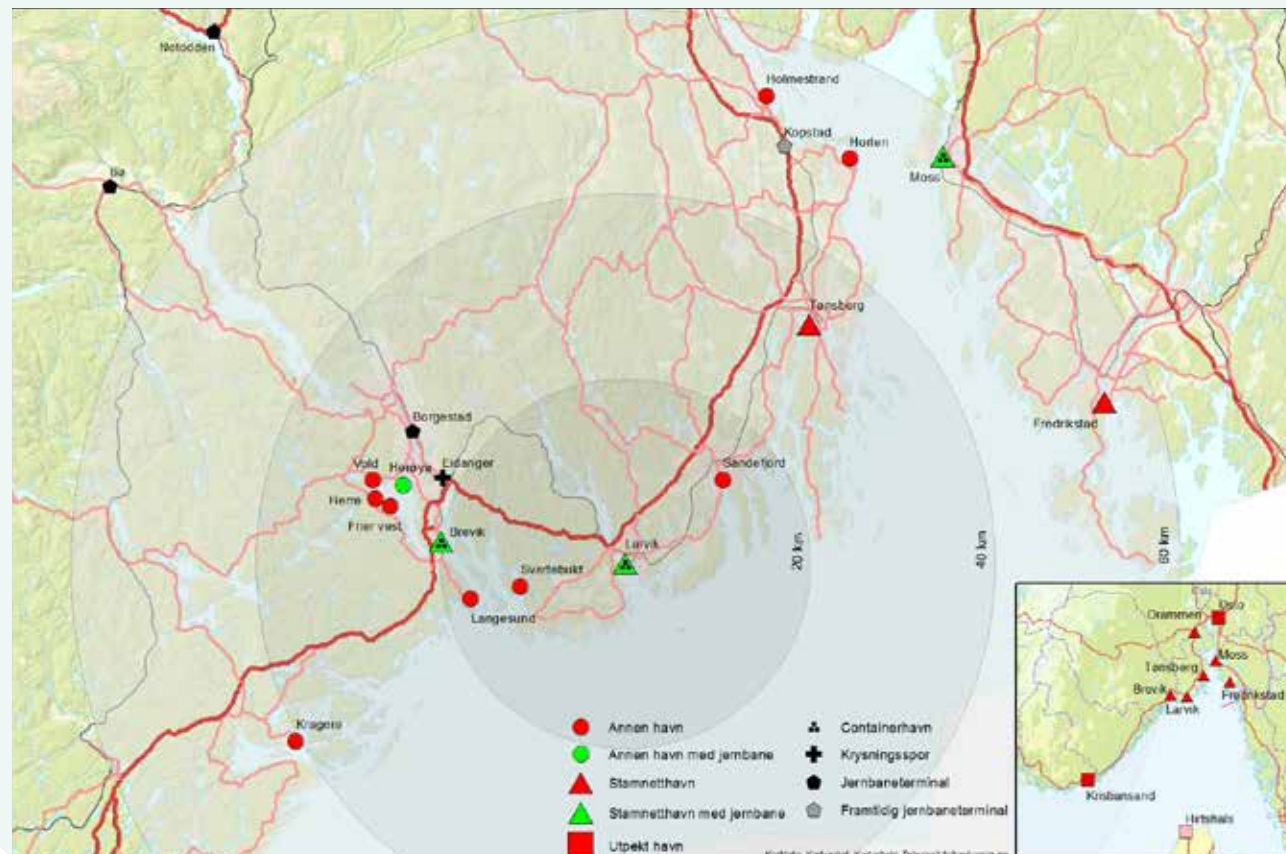 Notodden
Holmestrand
Kopstad
Horten
Moss
Bø
Tønsberg
Fredrikstad
Borgestad
Vold
Herøya
Eidanger
Sandefjord
Herre
Frier vest
Brevik
Larvik
20 km
40 km
60 km
Svartebukt
Langesund
Kragerø
Annen havn
Annen havn med jernbane
Stamnetthavn
Stamnetthavn med jernbane
Utpekt havn
Containerhavn
Krysningsspor
Jernbaneterminal
Framtidig jernbaneterminal
Oslo
Drammen
Moss
Tønsberg
Brevik
Fredrikstad
Larvik
Kristiansand
Hirtshals